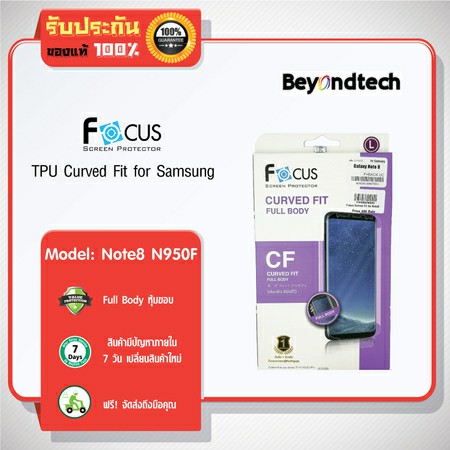 รับประกัน
ของแท้ 100%
100%
GUARANTEE
Beyondtech
FOCUS
SCREEN PROTECTOR
TPU Curved Fit for Samsung
Model: Note8 N950F
Full Body หุ้มขอบ
7
Days
สินค้ามีปัญหาภายใน
7 วัน เปลี่ยนสินค้าใหม่
ฟรี! จัดส่งถึงมือคุณ
L
FOCUS
SCREEN PROTECTOR
Galaxy Note 8
CURVED FIT
FULL BODY
CF
CURVED FIT
FULL BODY
FULL BODY